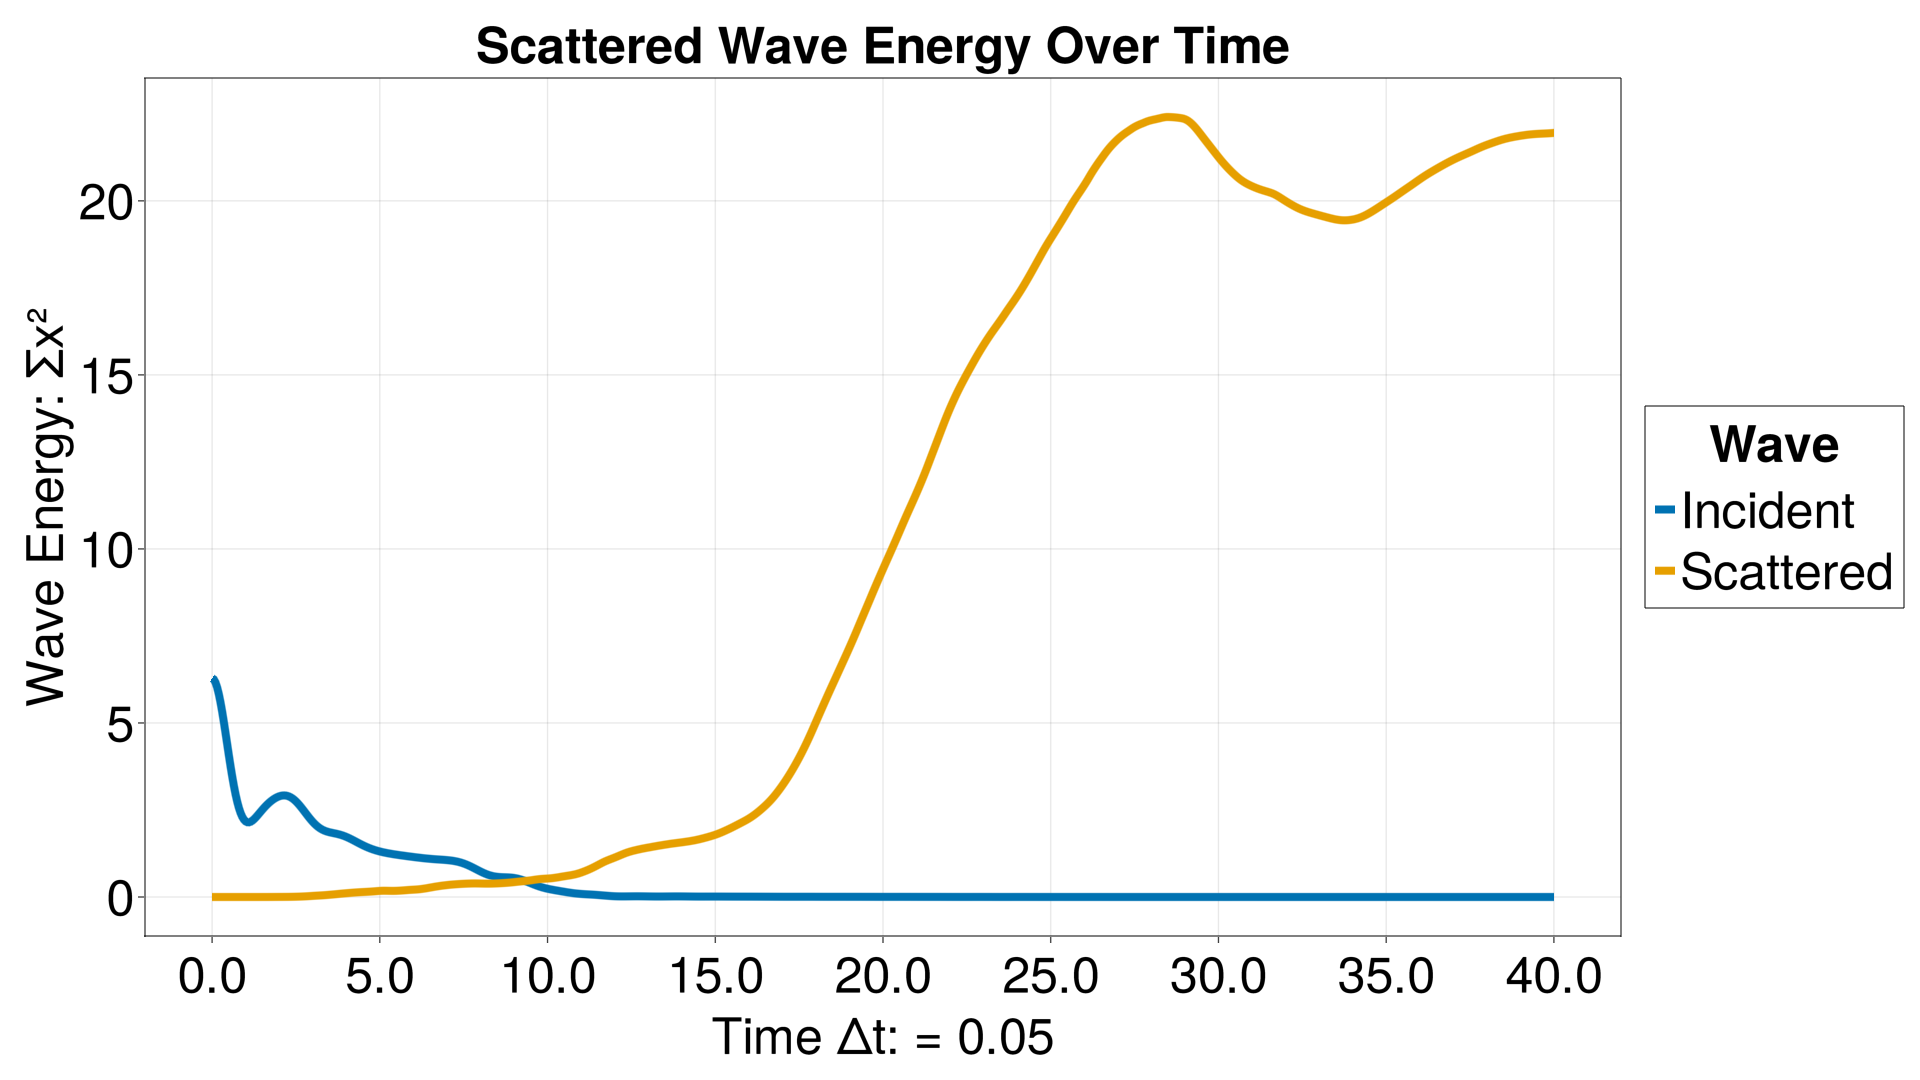 Scattered Wave Energy Over Time
Wave Energy: Σx²
20
15
10
5
0
0.0 5.0 10.0 15.0 20.0 25.0 30.0 35.0 40.0
Time Δt: = 0.05
Wave
Incident
Scattered